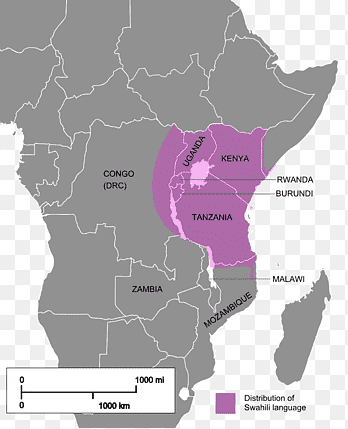 UGANDA
KENYA
CONGO
(DRC)
RWANDA
BURUNDI
TANZANIA
MALAWI
ZAMBIA
MOZAMBIQUE
0 1000 mi
0 1000 km
Distribution of
Swahili language